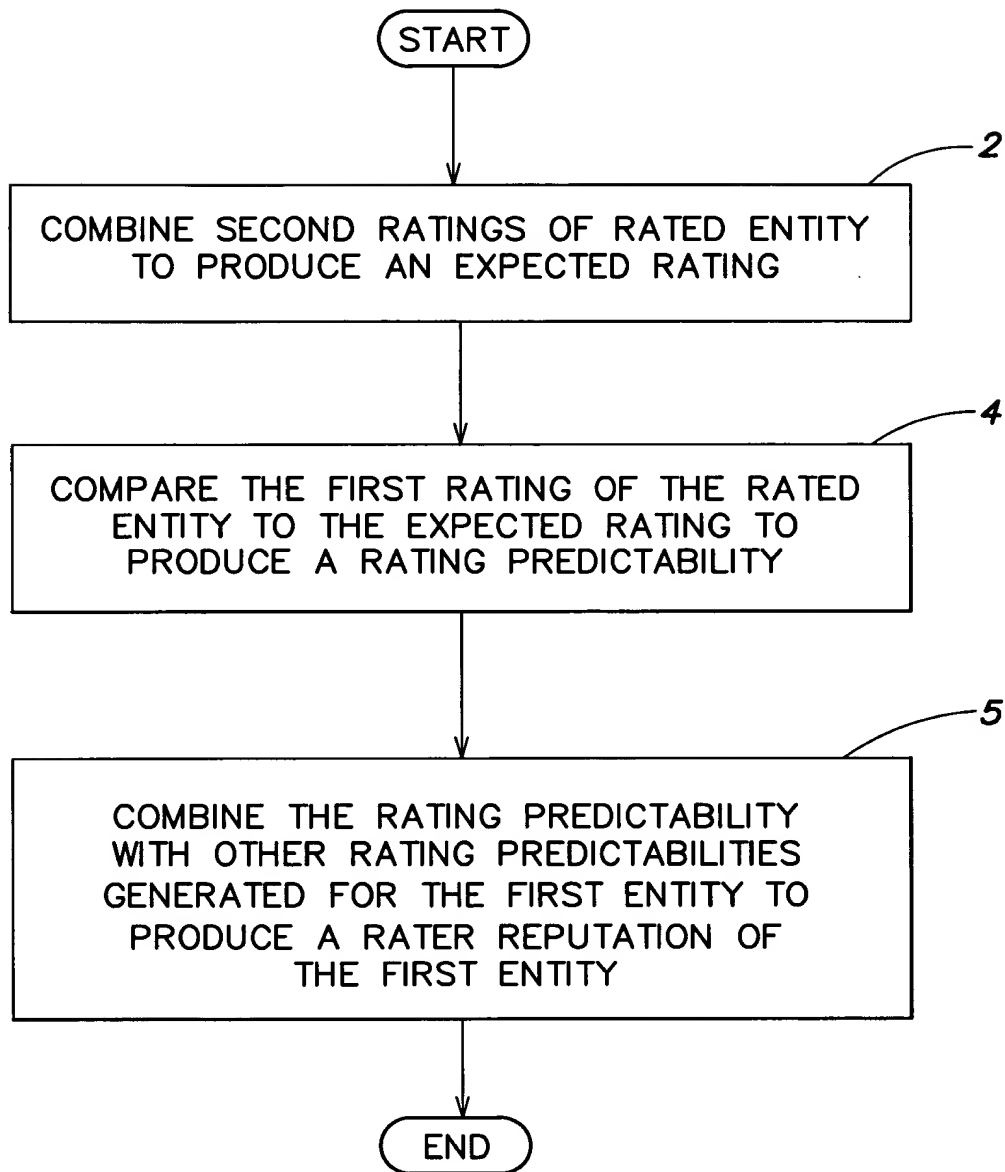 START
2
COMBINE SECOND RATINGS OF RATED ENTITY
TO PRODUCE AN EXPECTED RATING
4
COMPARE THE FIRST RATING OF THE RATED
ENTITY TO THE EXPECTED RATING TO
PRODUCE A RATING PREDICTABILITY
5
COMBINE THE RATING PREDICTABILITY
WITH OTHER RATING PREDICTABILITIES
GENERATED FOR THE FIRST ENTITY TO
PRODUCE A RATER REPUTATION OF
THE FIRST ENTITY
END